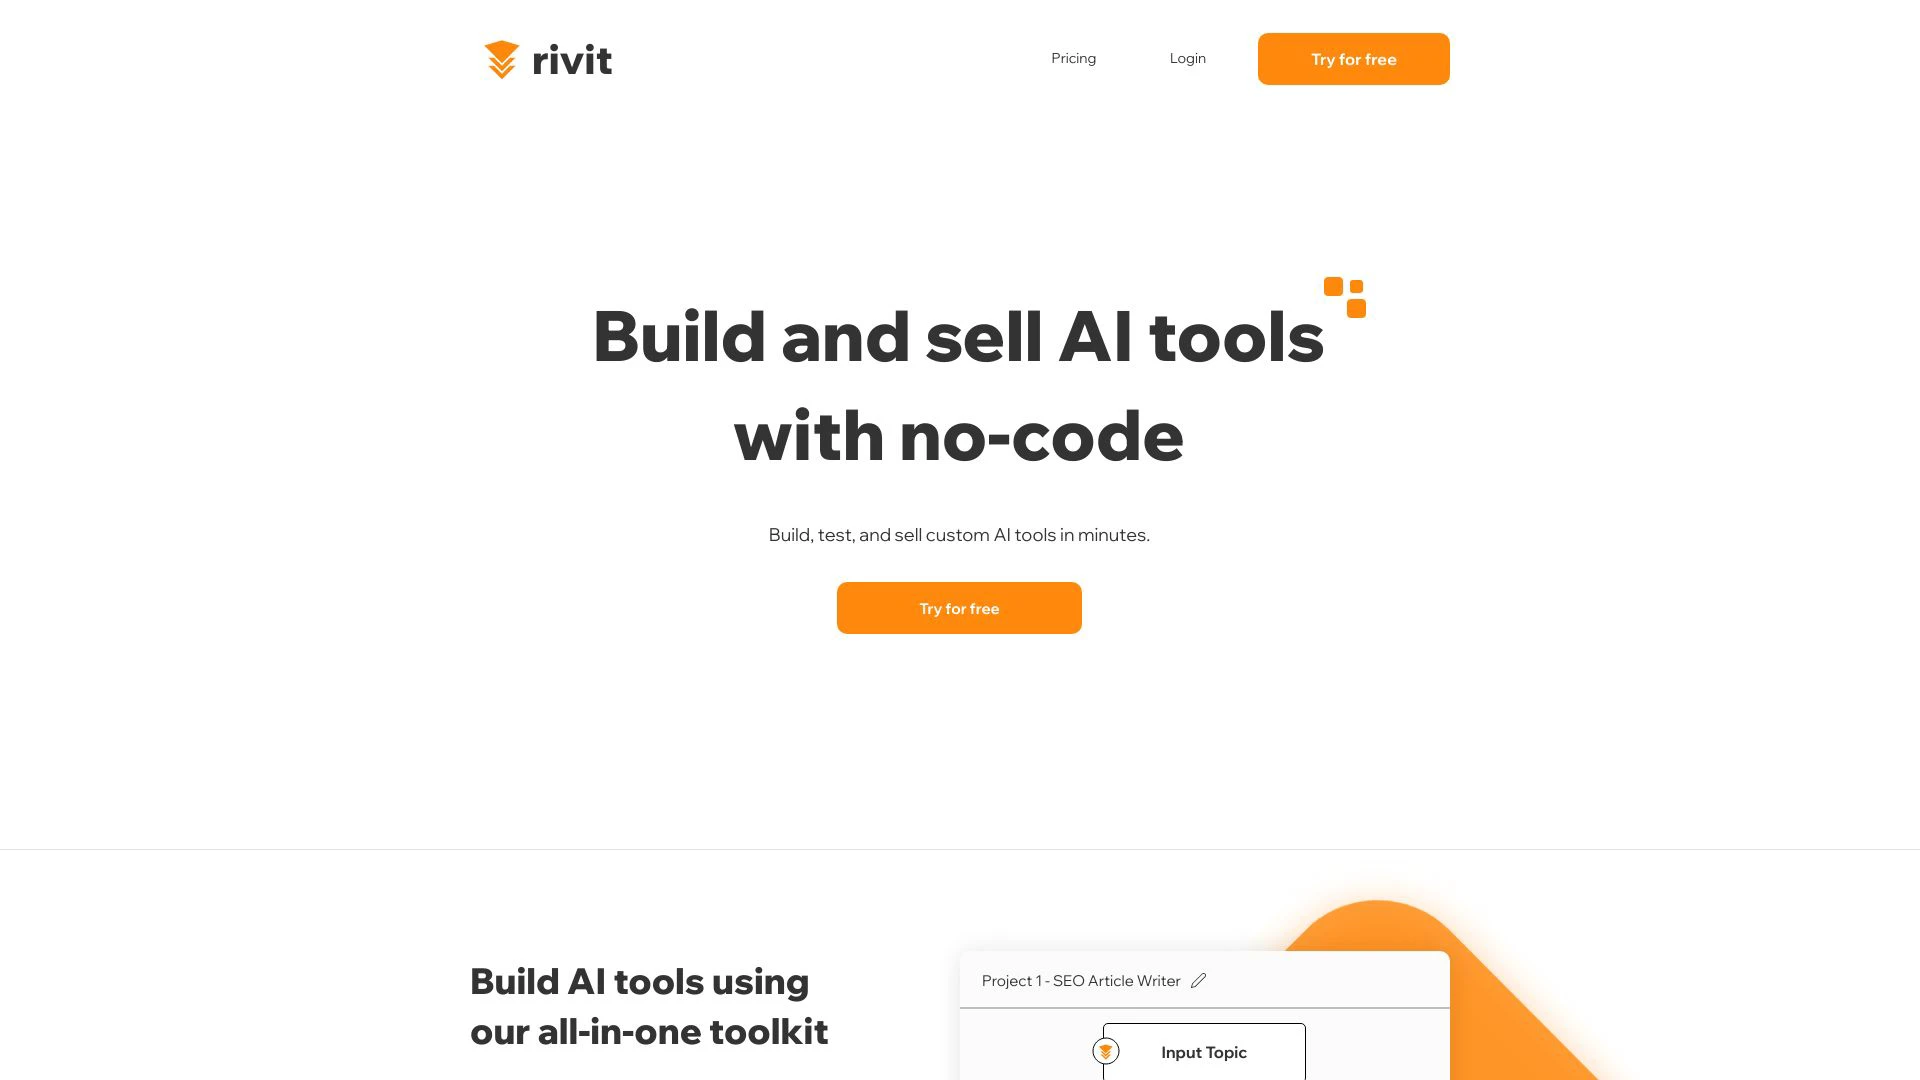 rivit
Pricing
Login
Try for free
Build and sell AI tools
with no-code
Build, test, and sell custom AI tools in minutes.
Try for free
Build AI tools using
our all-in-one toolkit
Project 1 - SEO Article Writer
Input Topic